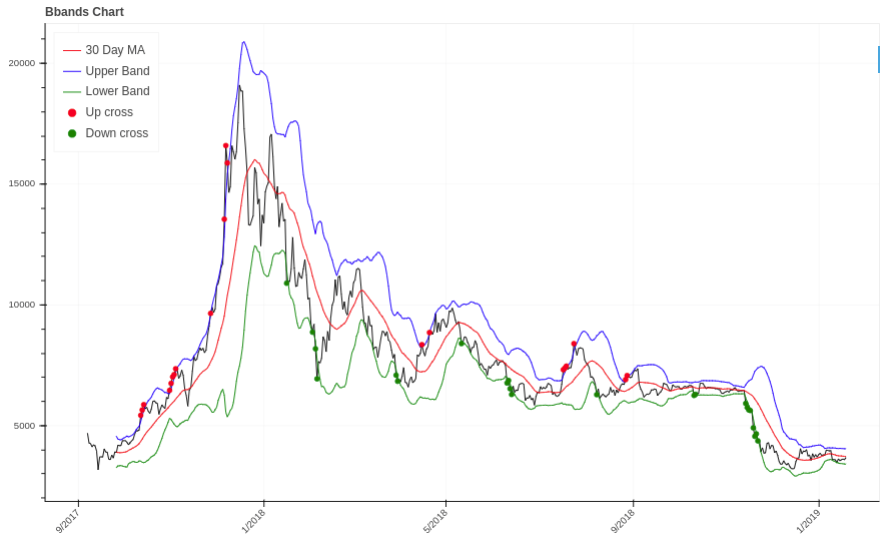 Bbands Chart
30 Day MA
Upper Band
Lower Band
Up cross
Down cross
20000
15000
10000
5000
9/2017
1/2018
5/2018
9/2018
1/2019